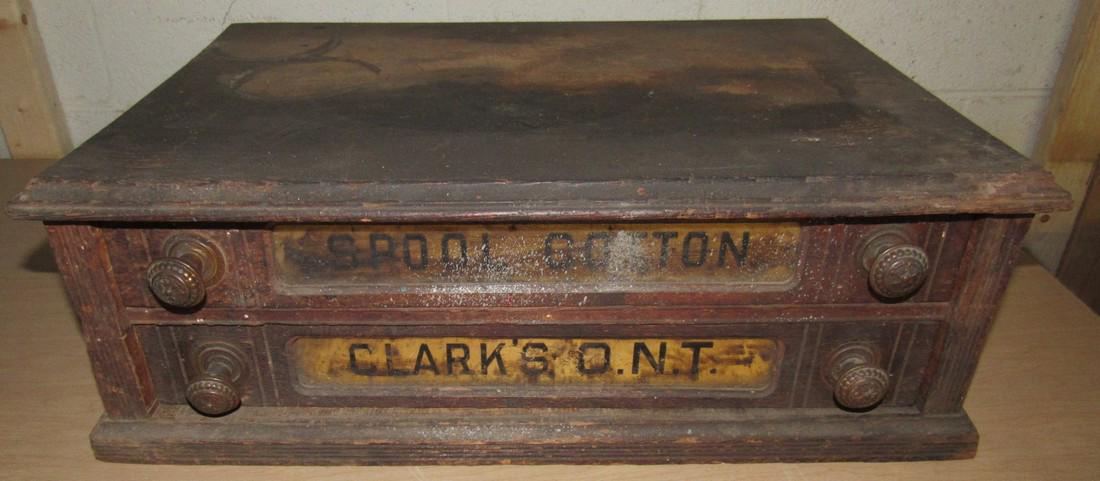 SPOOL COTTON
CLARK'S O.N.T.